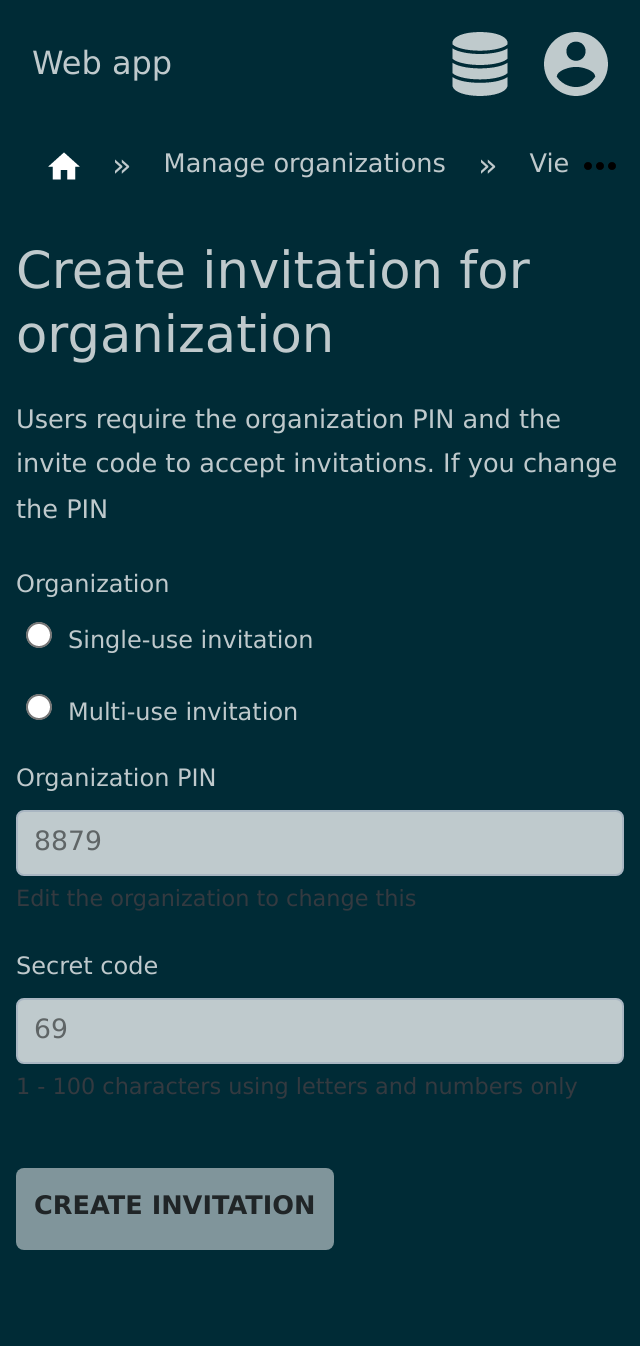 Web app
» Manage organizations » Vie
Create invitation for
organization
Users require the organization PIN and the
invite code to accept invitations. If you change
the PIN
Organization
Single-use invitation
Multi-use invitation
Organization PIN
8879
Edit the organization to change this
Secret code
69
1 - 100 characters using letters and numbers only
CREATE INVITATION